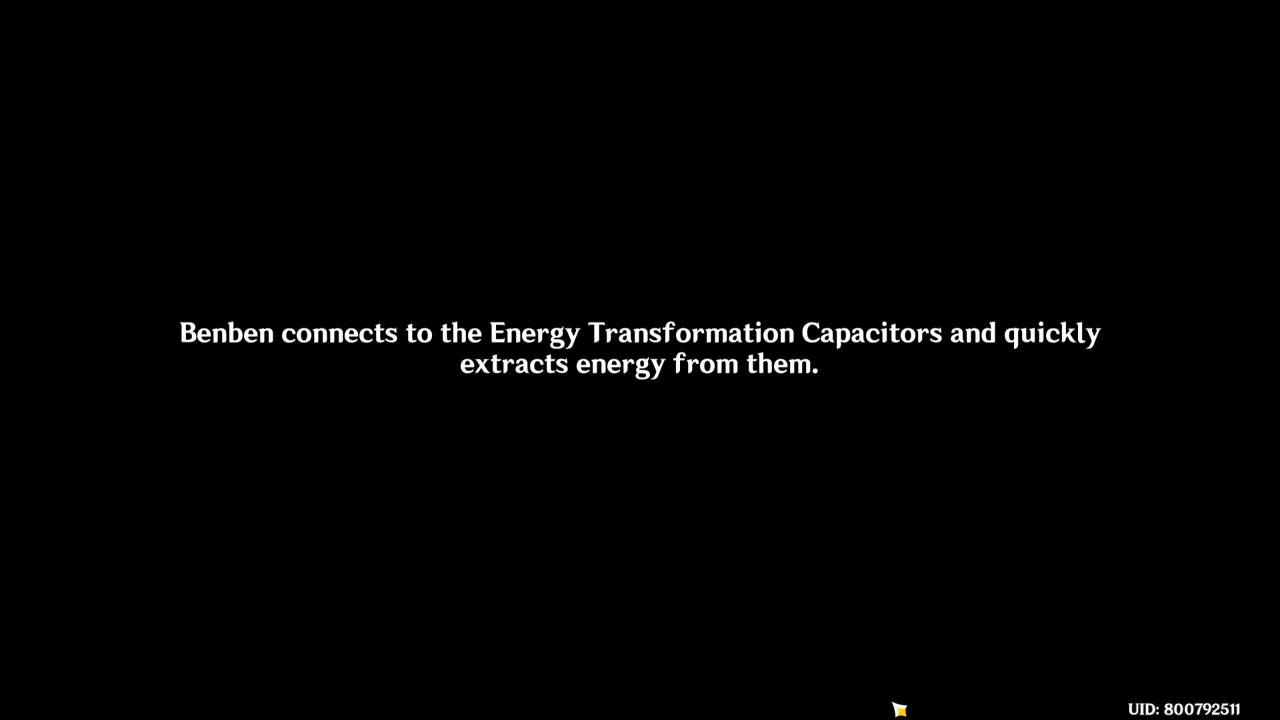 Benben connects to the Energy Transformation Capacitors and quickly
extracts energy from them.
UID: 800792511